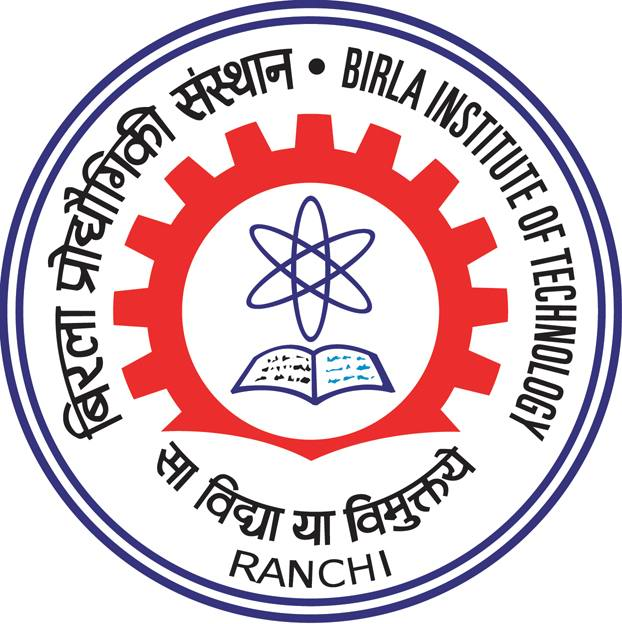 बिरला प्रोद्यौगिकी संस्थान • BIRLA INSTITUTE OF TECHNOLOGY
सा विद्या या विमुक्तये
RANCHI